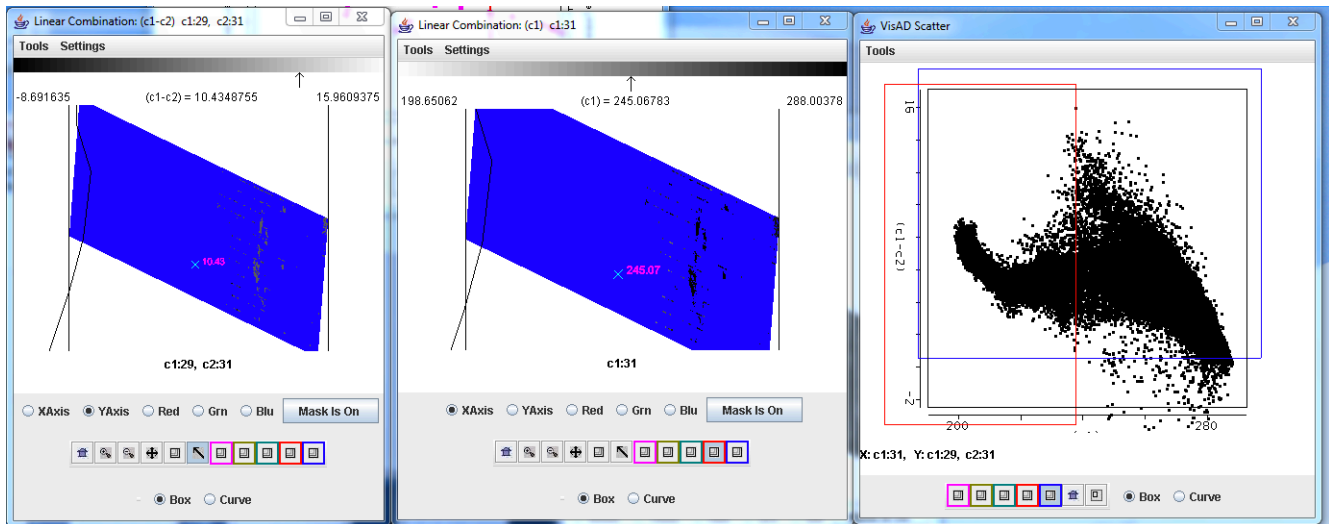 Linear Combination: (c1-c2) c1:29, c2:31
Tools Settings
-8.691635 (c1-c2) = 10.4348755 15.9609375
10.43
c1:29, c2:31
XAxis YAxis Red Grn Blu Mask Is On
Box Curve
Linear Combination: (c1) c1:31
Tools Settings
198.65062 (c1) = 245.06783 288.00378
245.07
c1:31
XAxis YAxis Red Grn Blu Mask Is On
Box Curve
VisAD Scatter
Tools
16
(c1-c2)
-2
200 280
X: c1:31, Y: c1:29, c2:31
Box Curve